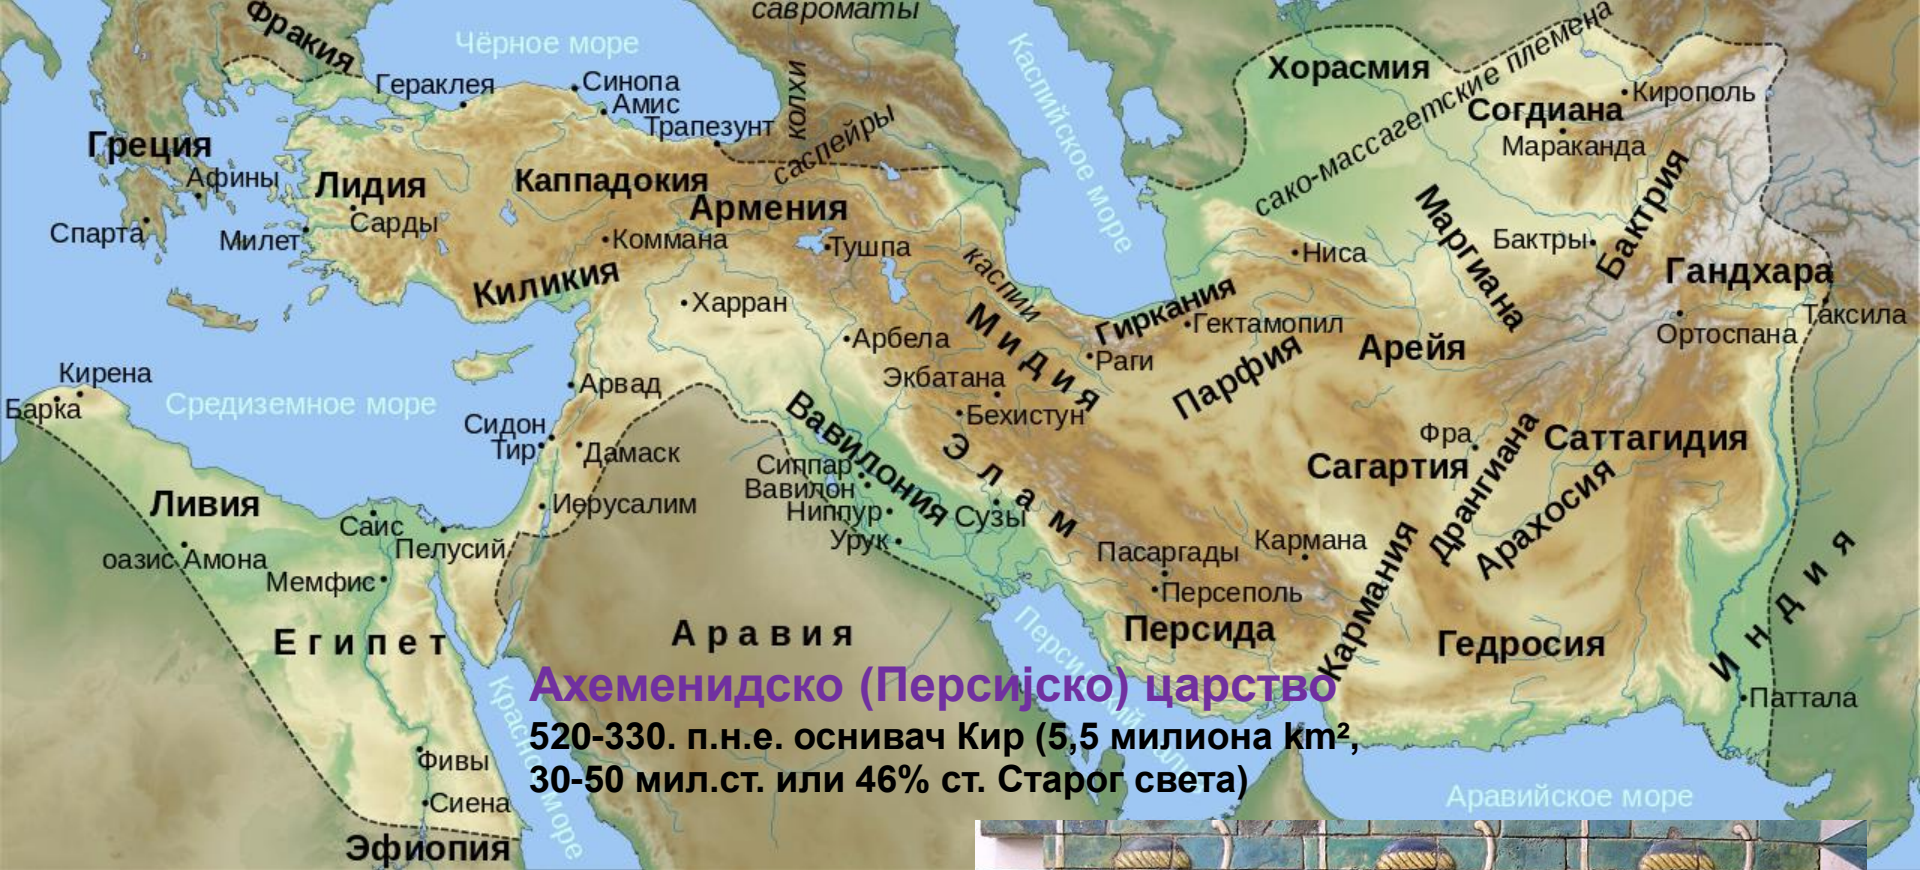 савроматы
Фракия
Чёрное море
Каспийское море
Хорасмия
сако-массагетские племена
Гераклея
Синопа
Амис
Трапезунт
колхи
саспейры
Согдиана
Кирополь
Мараканда
Греция
Афины
Спарта
Милет
Лидия
Сарды
Каппадокия
Армения
Коммана
Тушпа
каспии
Ниса
Маргиана
Бактры
Бактрия
Гандхара
Таксила
Ортоспана
Киликия
Харран
Арбела
Мидия
Гиркания
Гектамопил
Раги
Парфия
Арейя
Экбатана
Бехистун
Кирена
Барка
Средиземное море
Арвад
Сидон
Тир
Дамаск
Вавилония
Сиппар
Вавилон
Ниппур
Урук
Элам
Сузы
Фра
Сагартия
Дрангиана
Саттагидия
Арахосия
Ливия
Саис
Пелусий
Иерусалим
оазис Амона
Мемфис
Египет
Аравия
Пасаргады
Кармана
Персеполь
Персида
Кармания
Гедросия
Индия
Паттала
Персидский залив
Красное море
Ахеменидско (Персијско) царство
520-330. п.н.е. оснивач Кир (5,5 милиона km²,
30-50 мил.ст. или 46% ст. Старог света)
Фивы
Сиена
Эфиопия
Аравийское море